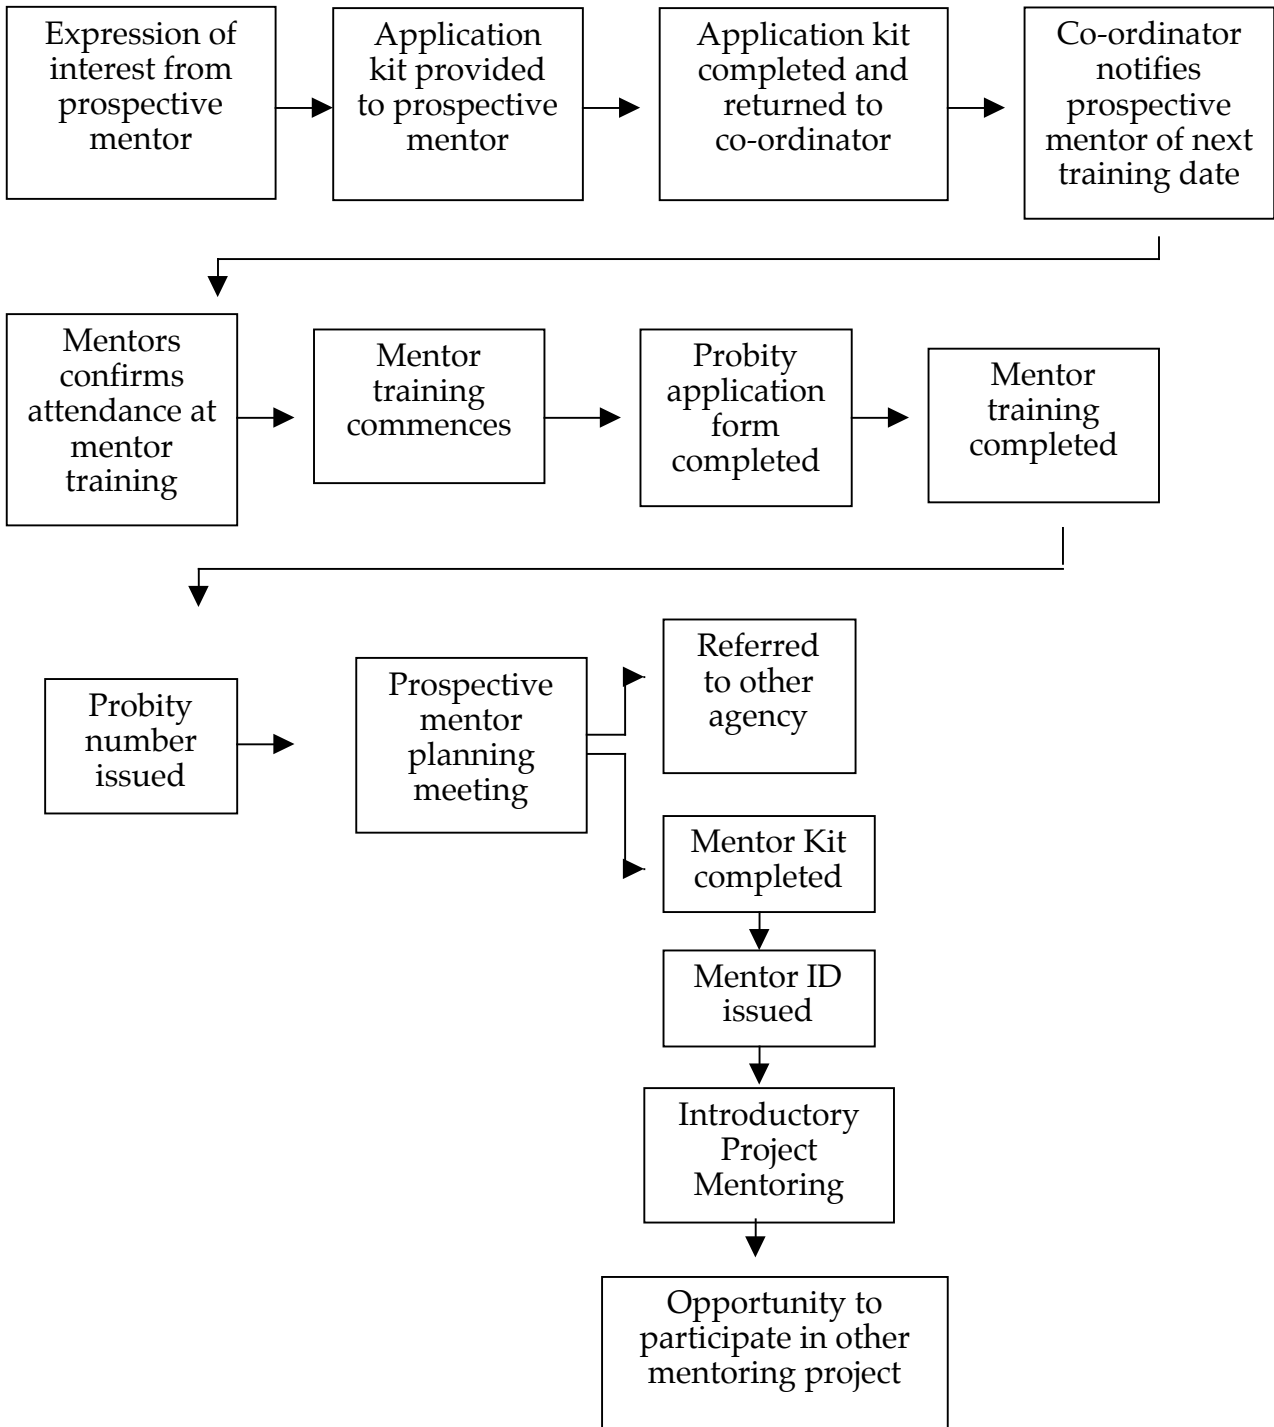 Expression of
interest from
prospective
mentor
Application
kit provided
to prospective
mentor
Application kit
completed and
returned to
co-ordinator
Co-ordinator
notifies
prospective
mentor of next
training date
Mentors
confirms
attendance at
mentor
training
Mentor
training
commences
Probity
application
form
completed
Mentor
training
completed
Probity
number
issued
Prospective
mentor
planning
meeting
Referred
to other
agency
Mentor Kit
completed
Mentor ID
issued
Introductory
Project
Mentoring
Opportunity to
participate in other
mentoring project